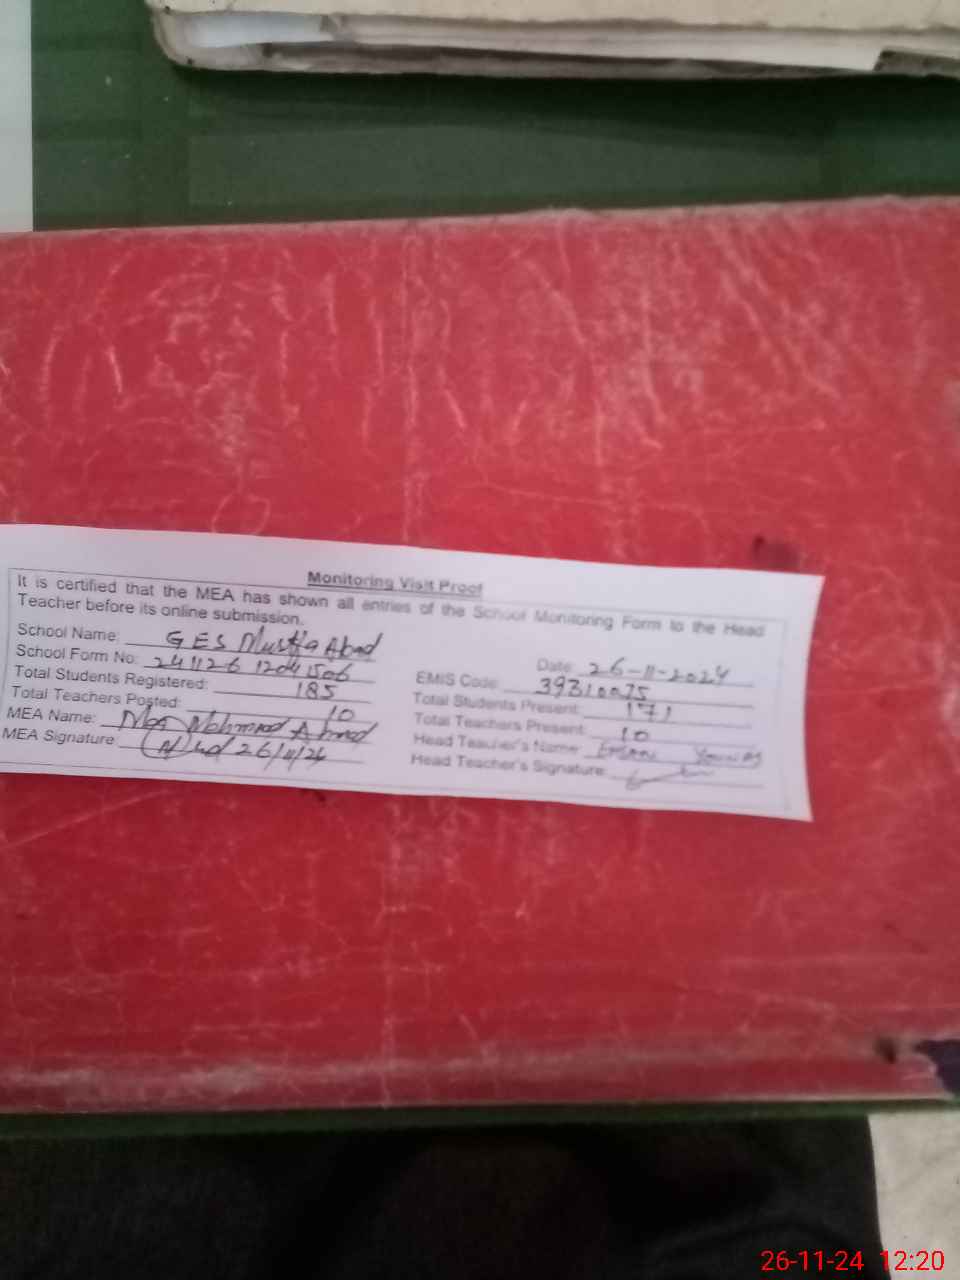 Monitoring Visit Proof
It is certified that the MEA has shown all entries of the School Monitoring Form to the Head
Teacher before its online submission.
Date: 26-11-2024
School Name: GES Mustfa Abad
EMIS Code: 39310075
School Form No: 241126 1204 1506
Total Students Present: 171
Total Students Registered: 185
Total Teachers Present: 10
Total Teachers Posted: 10
Head Teacher's Name: Younas
MEA Name: Mohmmad Ahmed
Head Teacher's Signature:
MEA Signature: 26/11/24
26-11-24 12:20